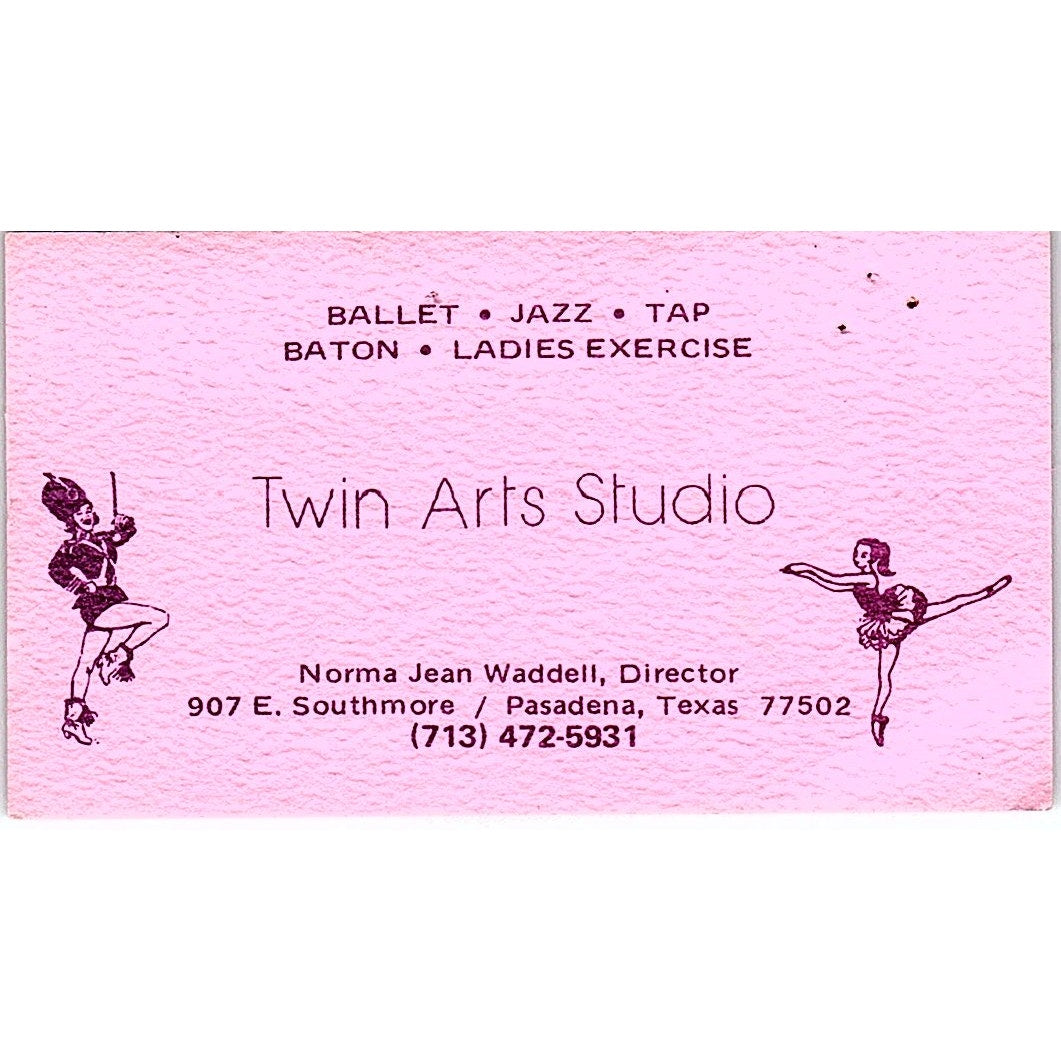 BALLET • JAZZ • TAP
BATON • LADIES EXERCISE
Twin Arts Studio
Norma Jean Waddell, Director
907 E. Southmore / Pasadena, Texas 77502
(713) 472-5931